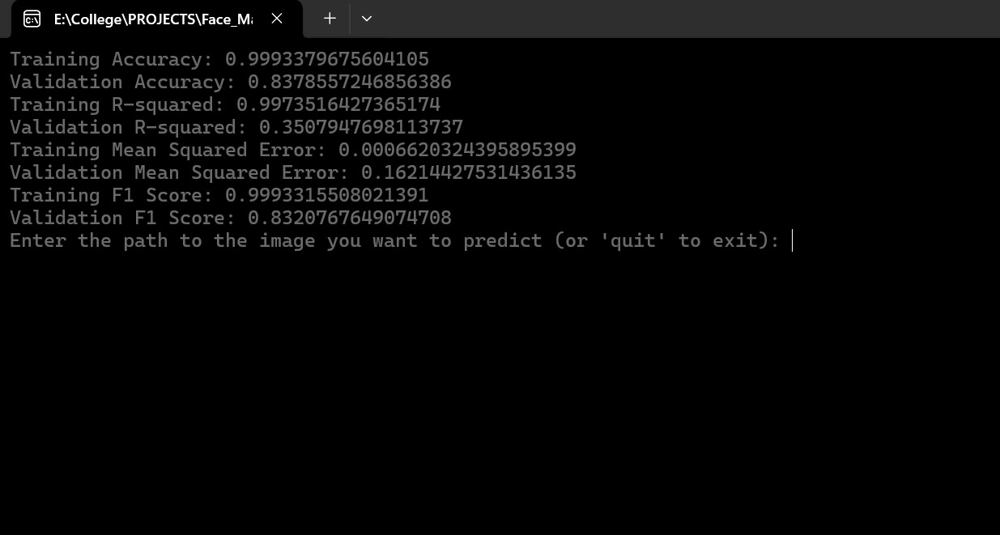 E:\College\PROJECTS\Face_Ma
Training Accuracy: 0.9993379675604105
Validation Accuracy: 0.8378557246856386
Training R-squared: 0.9973516427365174
Validation R-squared: 0.3507947698113737
Training Mean Squared Error: 0.0006620324395895399
Validation Mean Squared Error: 0.16214427531436135
Training F1 Score: 0.9993315508021391
Validation F1 Score: 0.8320767649074708
Enter the path to the image you want to predict (or 'quit' to exit):